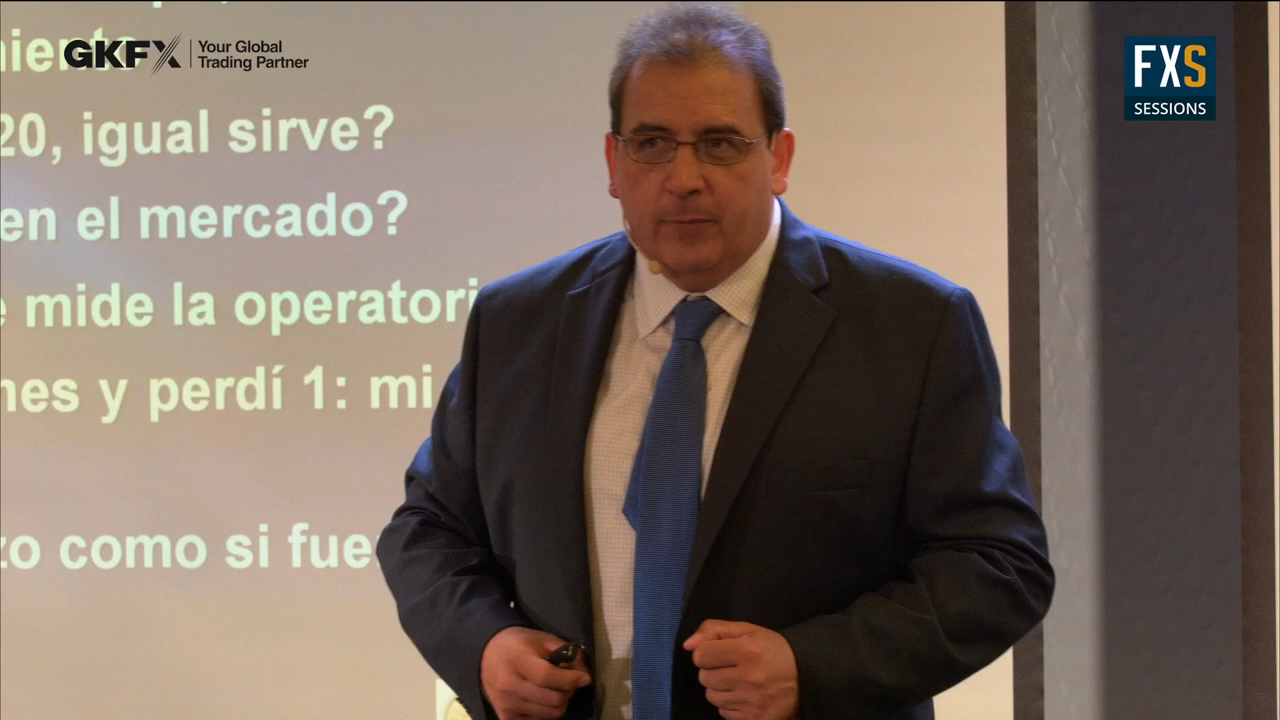 GKFX
Your Global
Trading Partner
FXS
SESSIONS
miento
20, igual sirve?
en el mercado?
e mide la operatori
nes y perdí 1: mi
zo como si fue